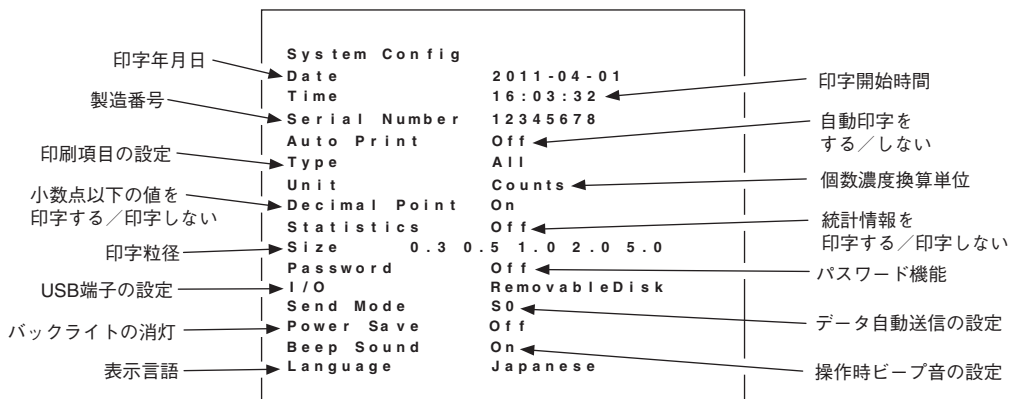 System Config
印字年月日
Date 2011-04-01
Time 16:03:32
印字開始時間
製造番号
Serial Number 12345678
Auto Print Off
自動印字を
する／しない
印刷項目の設定
Type All
Unit Counts
個数濃度換算単位
小数点以下の値を
印字する／印字しない
Decimal Point On
Statistics Off
統計情報を
印字する／印字しない
印字粒径
Size 0.3 0.5 1.0 2.0 5.0
Password Off
パスワード機能
USB端子の設定
I/O RemovableDisk
Send Mode S0
データ自動送信の設定
バックライトの消灯
Power Save Off
Beep Sound On
操作時ビープ音の設定
表示言語
Language Japanese